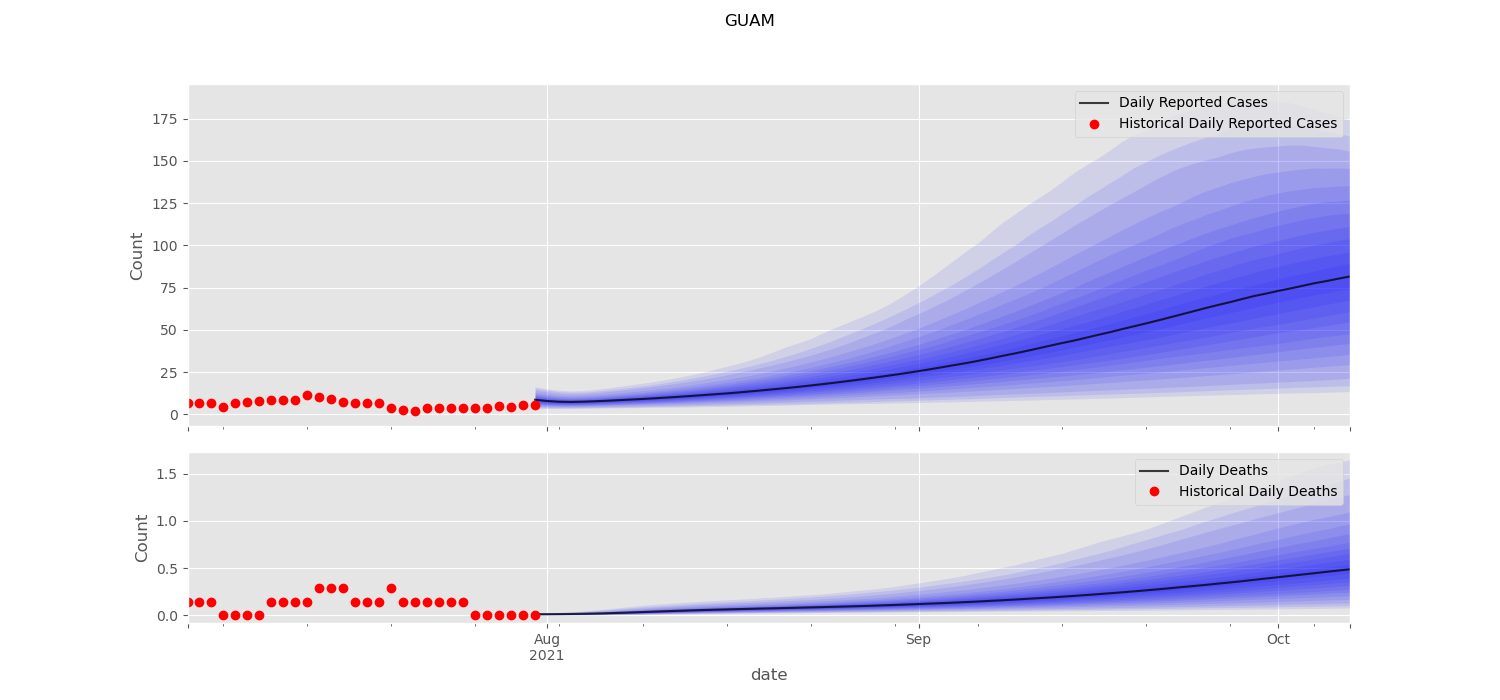 GUAM
Daily Reported Cases
Historical Daily Reported Cases
175
150
125
100
75
50
25
0
Count
Daily Deaths
Historical Daily Deaths
1.5
1.0
0.5
0.0
Count
Aug
2021
Sep
Oct
date